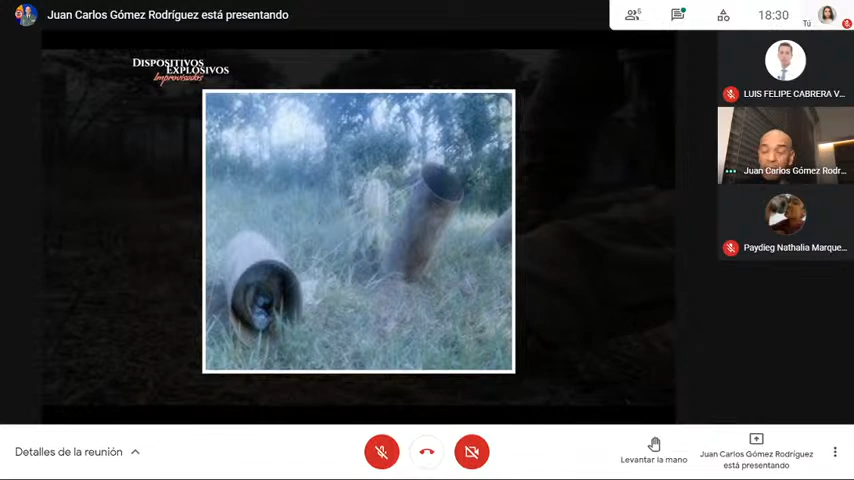 Juan Carlos Gómez Rodríguez está presentando
5
18:30
Tú
DISPOSITIVOS
EXPLOSIVOS
Improvisados
LUIS FELIPE CABRERA V...
Juan Carlos Gómez Rodr...
Paydieg Nathalia Marque...
Detalles de la reunión
Levantar la mano
Juan Carlos Gómez Rodríguez
está presentando